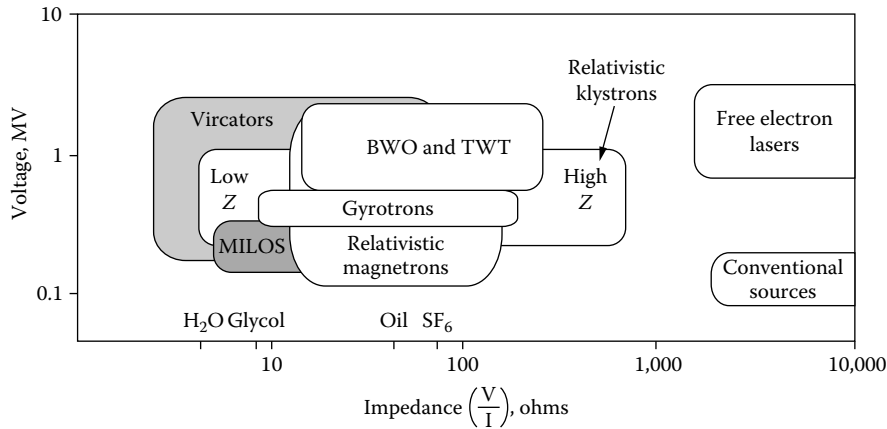 10
Relativistic
klystrons
Vircators
Free electron
lasers
BWO and TWT
Voltage, MV
1
Low
Z
High
Z
Gyrotrons
MILOS
Relativistic
magnetrons
Conventional
sources
0.1
H₂O Glycol
Oil SF₆
10
100
1,000
10,000
Impedance (V/I), ohms